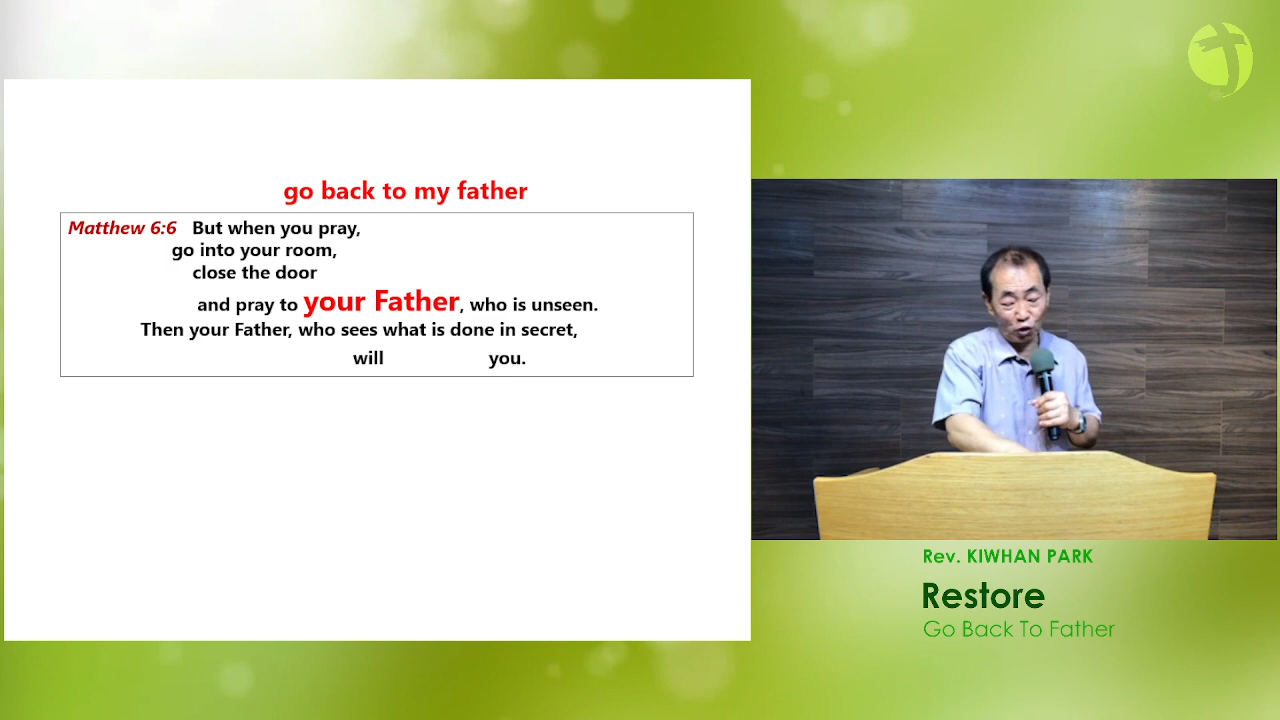 go back to my father
Matthew 6:6 But when you pray,
go into your room,
close the door
and pray to your Father, who is unseen.
Then your Father, who sees what is done in secret,
will you.
Rev. KIWHAN PARK
Restore
Go Back To Father